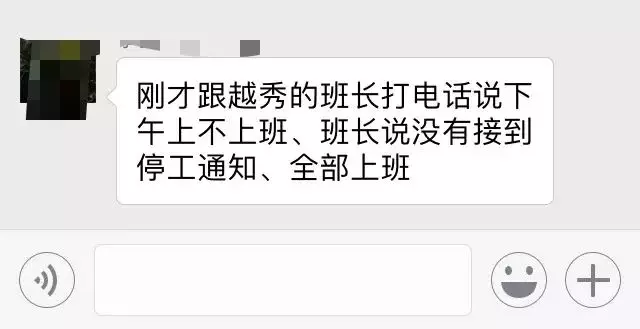 刚才跟越秀的班长打电话说下
午上不上班、班长说没有接到
停工通知、全部上班